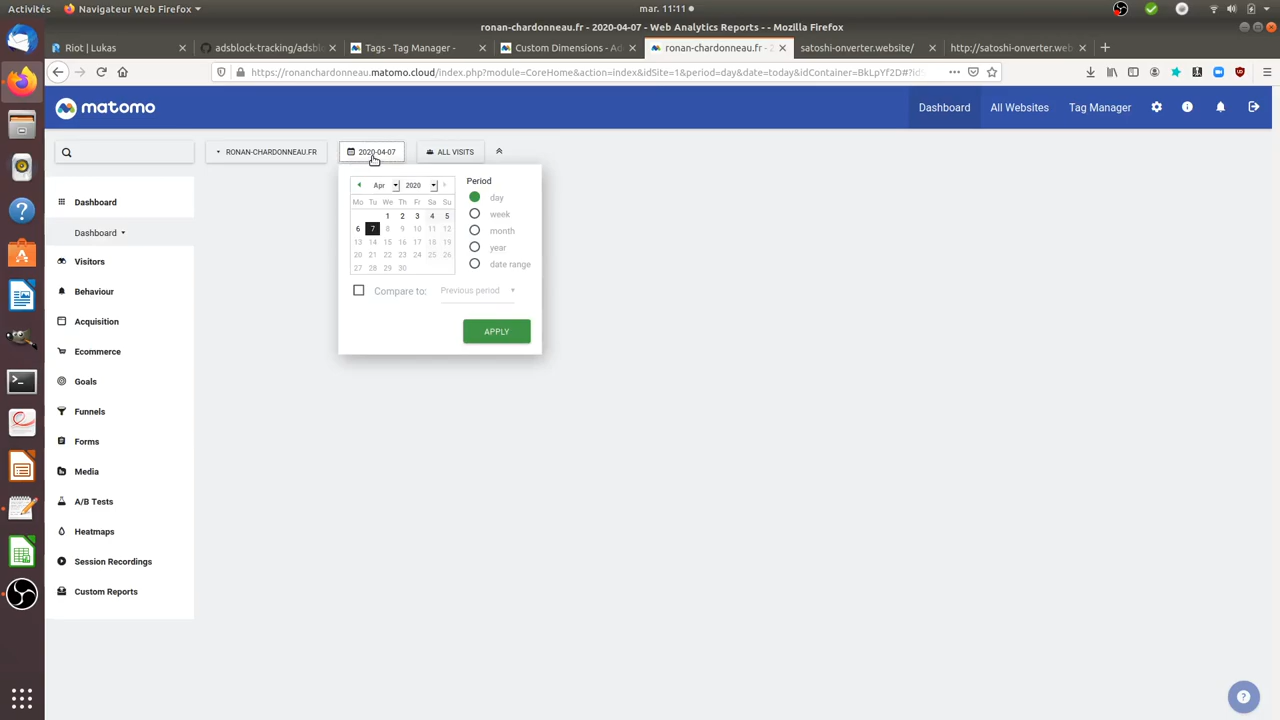 Activités
Navigateur Web Firefox
mar. 11:11
ronan-chardonneau.fr - 2020-04-07 - Web Analytics Reports - Mozilla Firefox
Riot | Lukas
adsblock-tracking/adsbl
Tags - Tag Manager -
Custom Dimensions - Ad
ronan-chardonneau.fr - 2
satoshi-onverter.website/
http://satoshi-onverter.web
https://ronanchardonneau.matomo.cloud/index.php?module=CoreHome&action=index&idSite=1&period=day&date=today&idContainer=BkLpYf2D#?id
matomo
Dashboard
All Websites
Tag Manager
RONAN-CHARDONNEAU.FR
2020-04-07
ALL VISITS
Apr 2020
Mo Tu We Th Fr Sa Su
1 2 3 4 5
6 7 8 9 10 11 12
13 14 15 16 17 18 19
20 21 22 23 24 25 26
27 28 29 30
Period
day
week
month
year
date range
Compare to: Previous period
APPLY
Dashboard
Dashboard
Visitors
Behaviour
Acquisition
Ecommerce
Goals
Funnels
Forms
Media
A/B Tests
Heatmaps
Session Recordings
Custom Reports